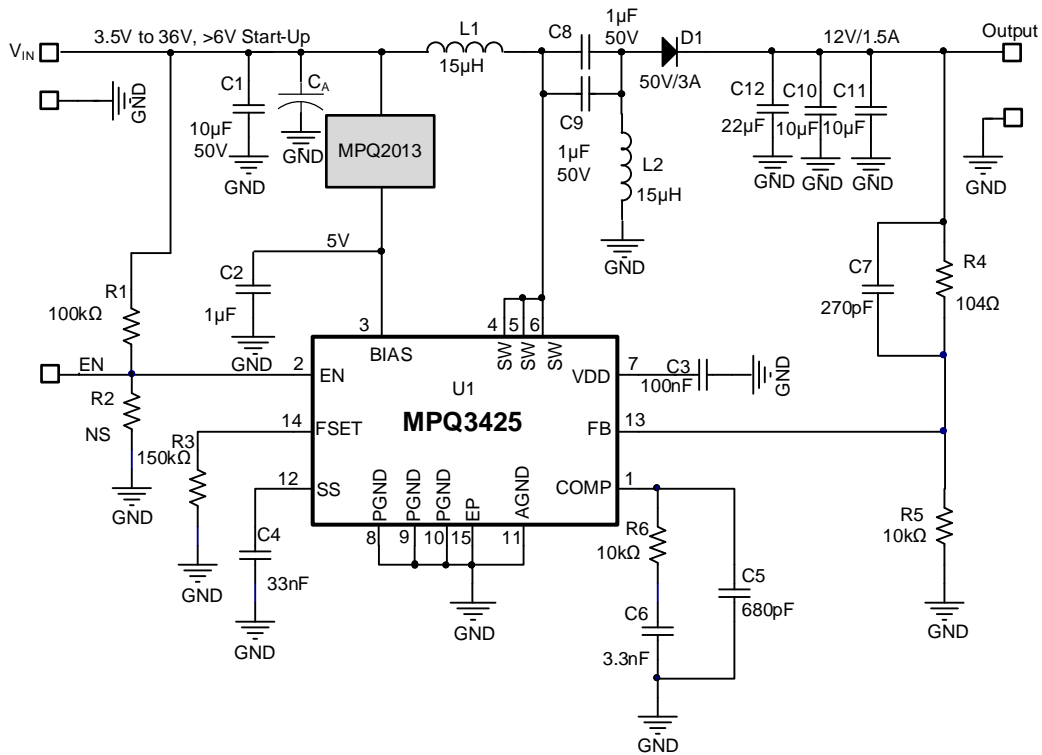 VIN
3.5V to 36V, >6V Start-Up
GND
C1
10µF
50V
GND
CA
GND
MPQ2013
L1
15µH
C8
1µF
50V
C9
1µF
50V
L2
15µH
GND
D1
50V/3A
12V/1.5A
Output
C12
22µF
GND
C10
10µF
GND
C11
10µF
GND
GND
5V
C2
1µF
GND
R1
100kΩ
EN
R2
NS
GND
R3
150kΩ
GND
C4
33nF
GND
C7
270pF
R4
104Ω
3
BIAS
4
SW
5
SW
6
SW
2
EN
U1
MPQ3425
14
FSET
12
SS
8
PGND
9
PGND
10
PGND
15
EP
11
AGND
GND
7
VDD
C3
100nF
GND
13
FB
1
COMP
R6
10kΩ
C6
3.3nF
C5
680pF
GND
R5
10kΩ
GND